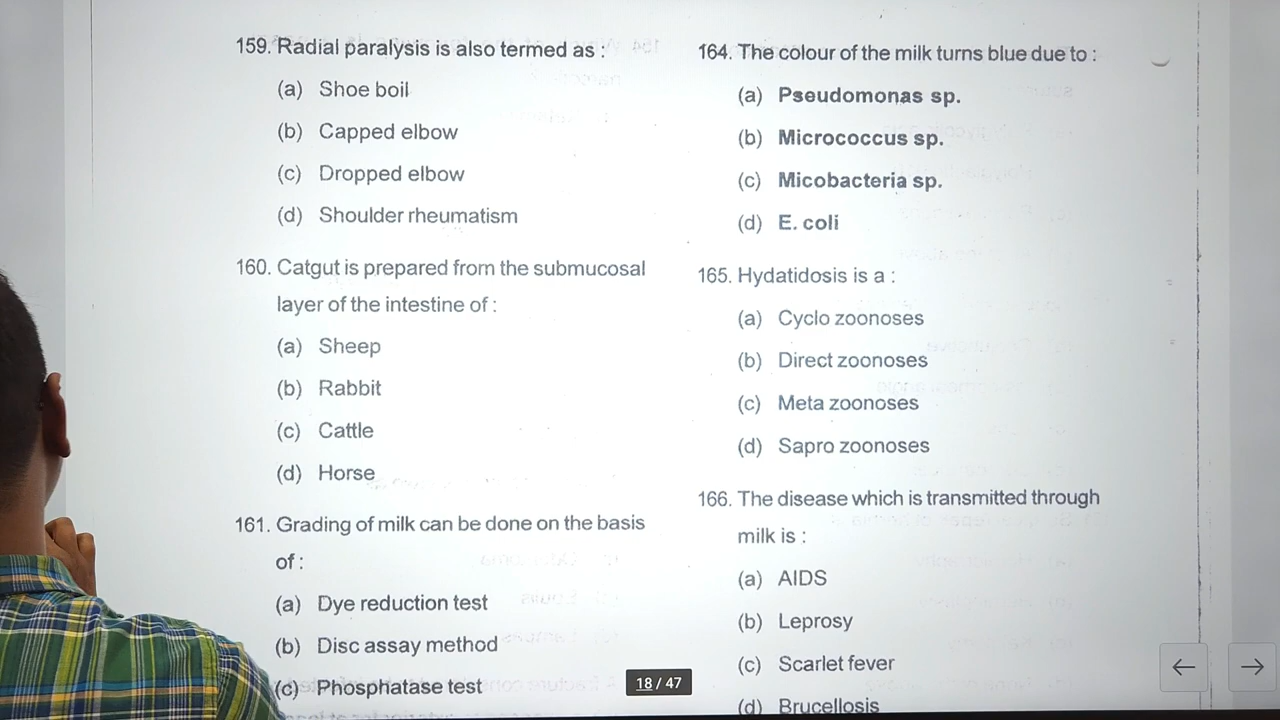 159. Radial paralysis is also termed as :
(a) Shoe boil
(b) Capped elbow
(c) Dropped elbow
(d) Shoulder rheumatism
160. Catgut is prepared from the submucosal
layer of the intestine of :
(a) Sheep
(b) Rabbit
(c) Cattle
(d) Horse
161. Grading of milk can be done on the basis
of :
(a) Dye reduction test
(b) Disc assay method
(c) Phosphatase test
164. The colour of the milk turns blue due to :
(a) Pseudomonas sp.
(b) Micrococcus sp.
(c) Micobacteria sp.
(d) E. coli
165. Hydatidosis is a :
(a) Cyclo zoonoses
(b) Direct zoonoses
(c) Meta zoonoses
(d) Sapro zoonoses
166. The disease which is transmitted through
milk is :
(a) AIDS
(b) Leprosy
(c) Scarlet fever
(d) Brucellosis
18 / 47